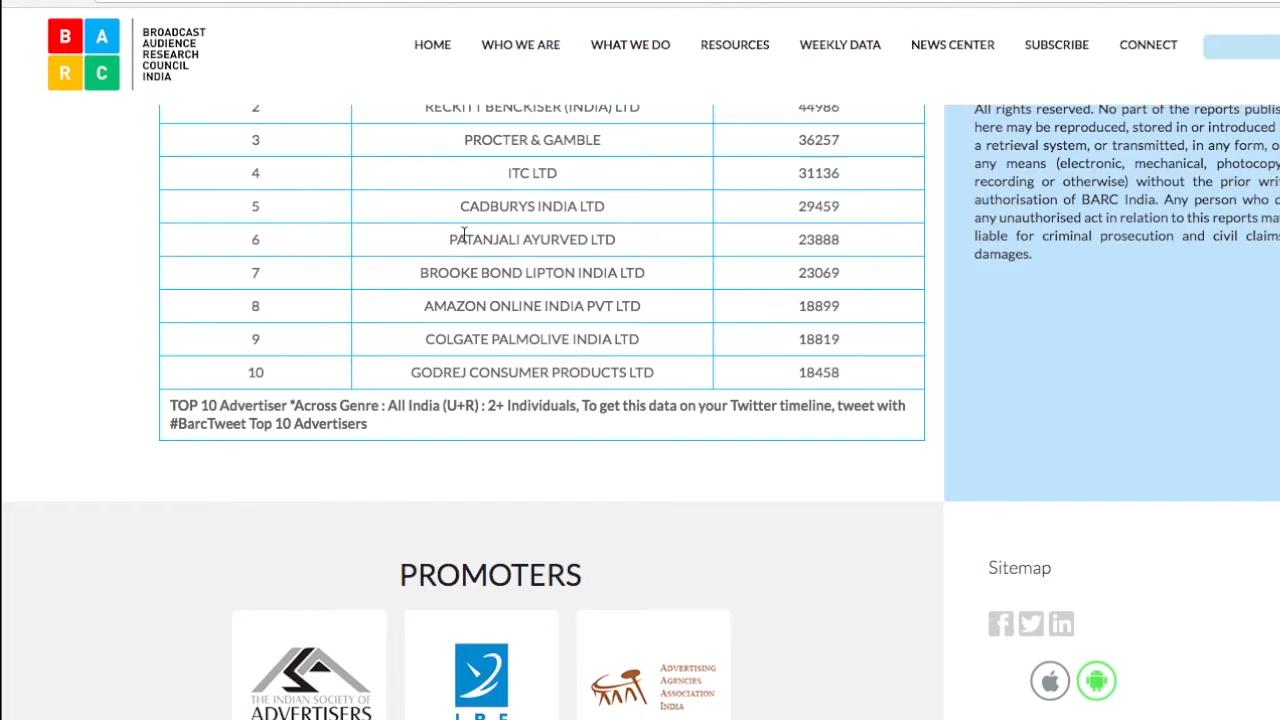 B A
R C
BROADCAST
AUDIENCE
RESEARCH
COUNCIL
INDIA
HOME WHO WE ARE WHAT WE DO RESOURCES WEEKLY DATA NEWS CENTER SUBSCRIBE CONNECT
2 RECKITT BENCKISER (INDIA) LTD 44986
3 PROCTER & GAMBLE 36257
4 ITC LTD 31136
5 CADBURYS INDIA LTD 29459
6 PATANJALI AYURVED LTD 23888
7 BROOKE BOND LIPTON INDIA LTD 23069
8 AMAZON ONLINE INDIA PVT LTD 18899
9 COLGATE PALMOLIVE INDIA LTD 18819
10 GODREJ CONSUMER PRODUCTS LTD 18458
TOP 10 Advertiser *Across Genre : All India (U+R) : 2+ Individuals, To get this data on your Twitter timeline, tweet with
#BarcTweet Top 10 Advertisers
All rights reserved. No part of the reports publis
here may be reproduced, stored in or introduced
a retrieval system, or transmitted, in any form, o
any means (electronic, mechanical, photocopy
recording or otherwise) without the prior writ
authorisation of BARC India. Any person who d
any unauthorised act in relation to this reports ma
liable for criminal prosecution and civil claims
damages.
PROMOTERS
THE INDIAN SOCIETY OF
ADVERTISERS
ADVERTISING
AGENCIES
ASSOCIATION
INDIA
Sitemap